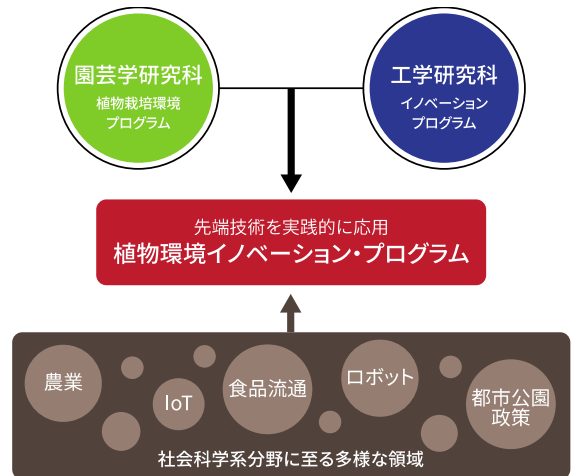 園芸学研究科
植物栽培環境
プログラム
工学研究科
イノベーション
プログラム
先端技術を実践的に応用
植物環境イノベーション・プログラム
農業
IoT
食品流通
ロボット
都市公園
政策
社会科学系分野に至る多様な領域